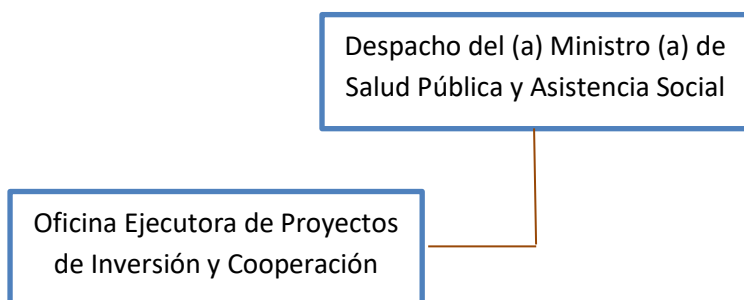 Despacho del (a) Ministro (a) de
Salud Pública y Asistencia Social
Oficina Ejecutora de Proyectos
de Inversión y Cooperación